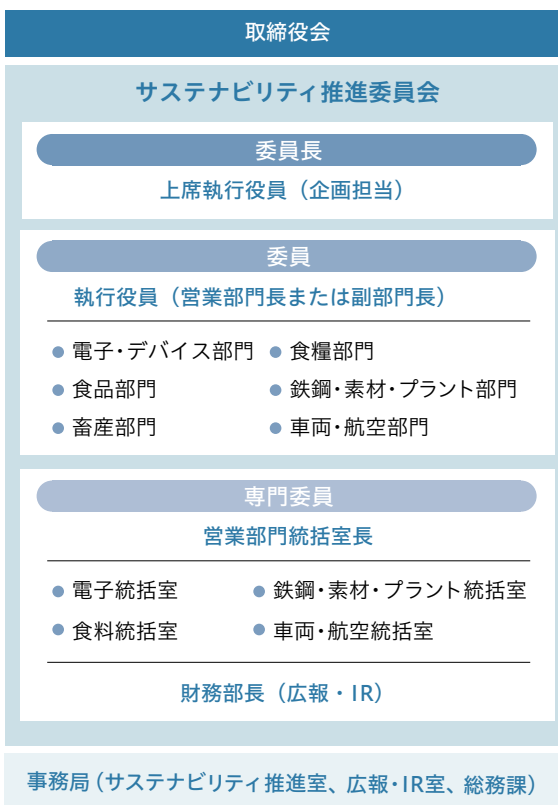 取締役会
サステナビリティ推進委員会
委員長
上席執行役員（企画担当）
委員
執行役員（営業部門長または副部門長）
● 電子・デバイス部門 ● 食糧部門
● 食品部門 ● 鉄鋼・素材・プラント部門
● 畜産部門 ● 車両・航空部門
専門委員
営業部門統括室長
● 電子統括室 ● 鉄鋼・素材・プラント統括室
● 食料統括室 ● 車両・航空統括室
財務部長（広報・IR）
事務局（サステナビリティ推進室、広報・IR室、総務課）